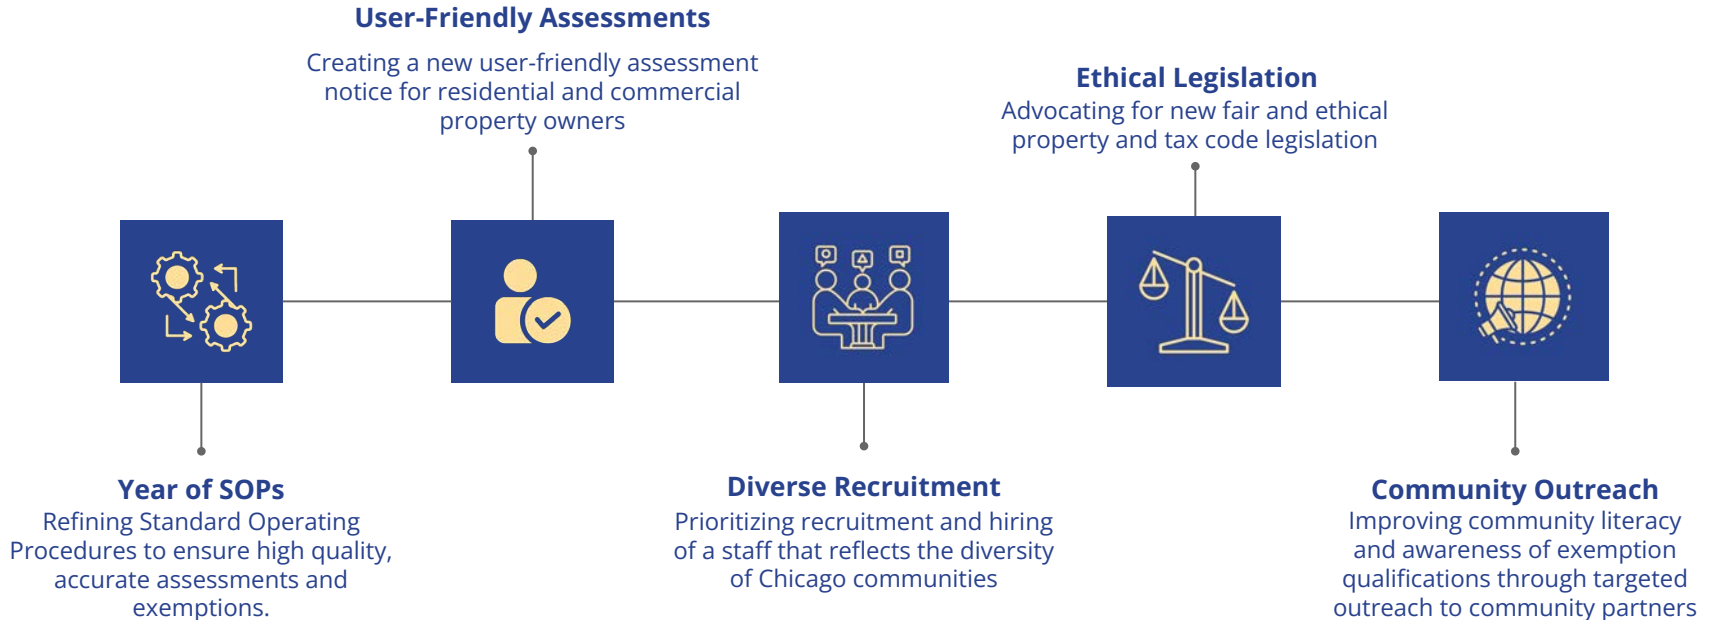 User-Friendly Assessments
Creating a new user-friendly assessment
notice for residential and commercial
property owners
Ethical Legislation
Advocating for new fair and ethical
property and tax code legislation
Year of SOPs
Refining Standard Operating
Procedures to ensure high quality,
accurate assessments and
exemptions.
Diverse Recruitment
Prioritizing recruitment and hiring
of a staff that reflects the diversity
of Chicago communities
Community Outreach
Improving community literacy
and awareness of exemption
qualifications through targeted
outreach to community partners